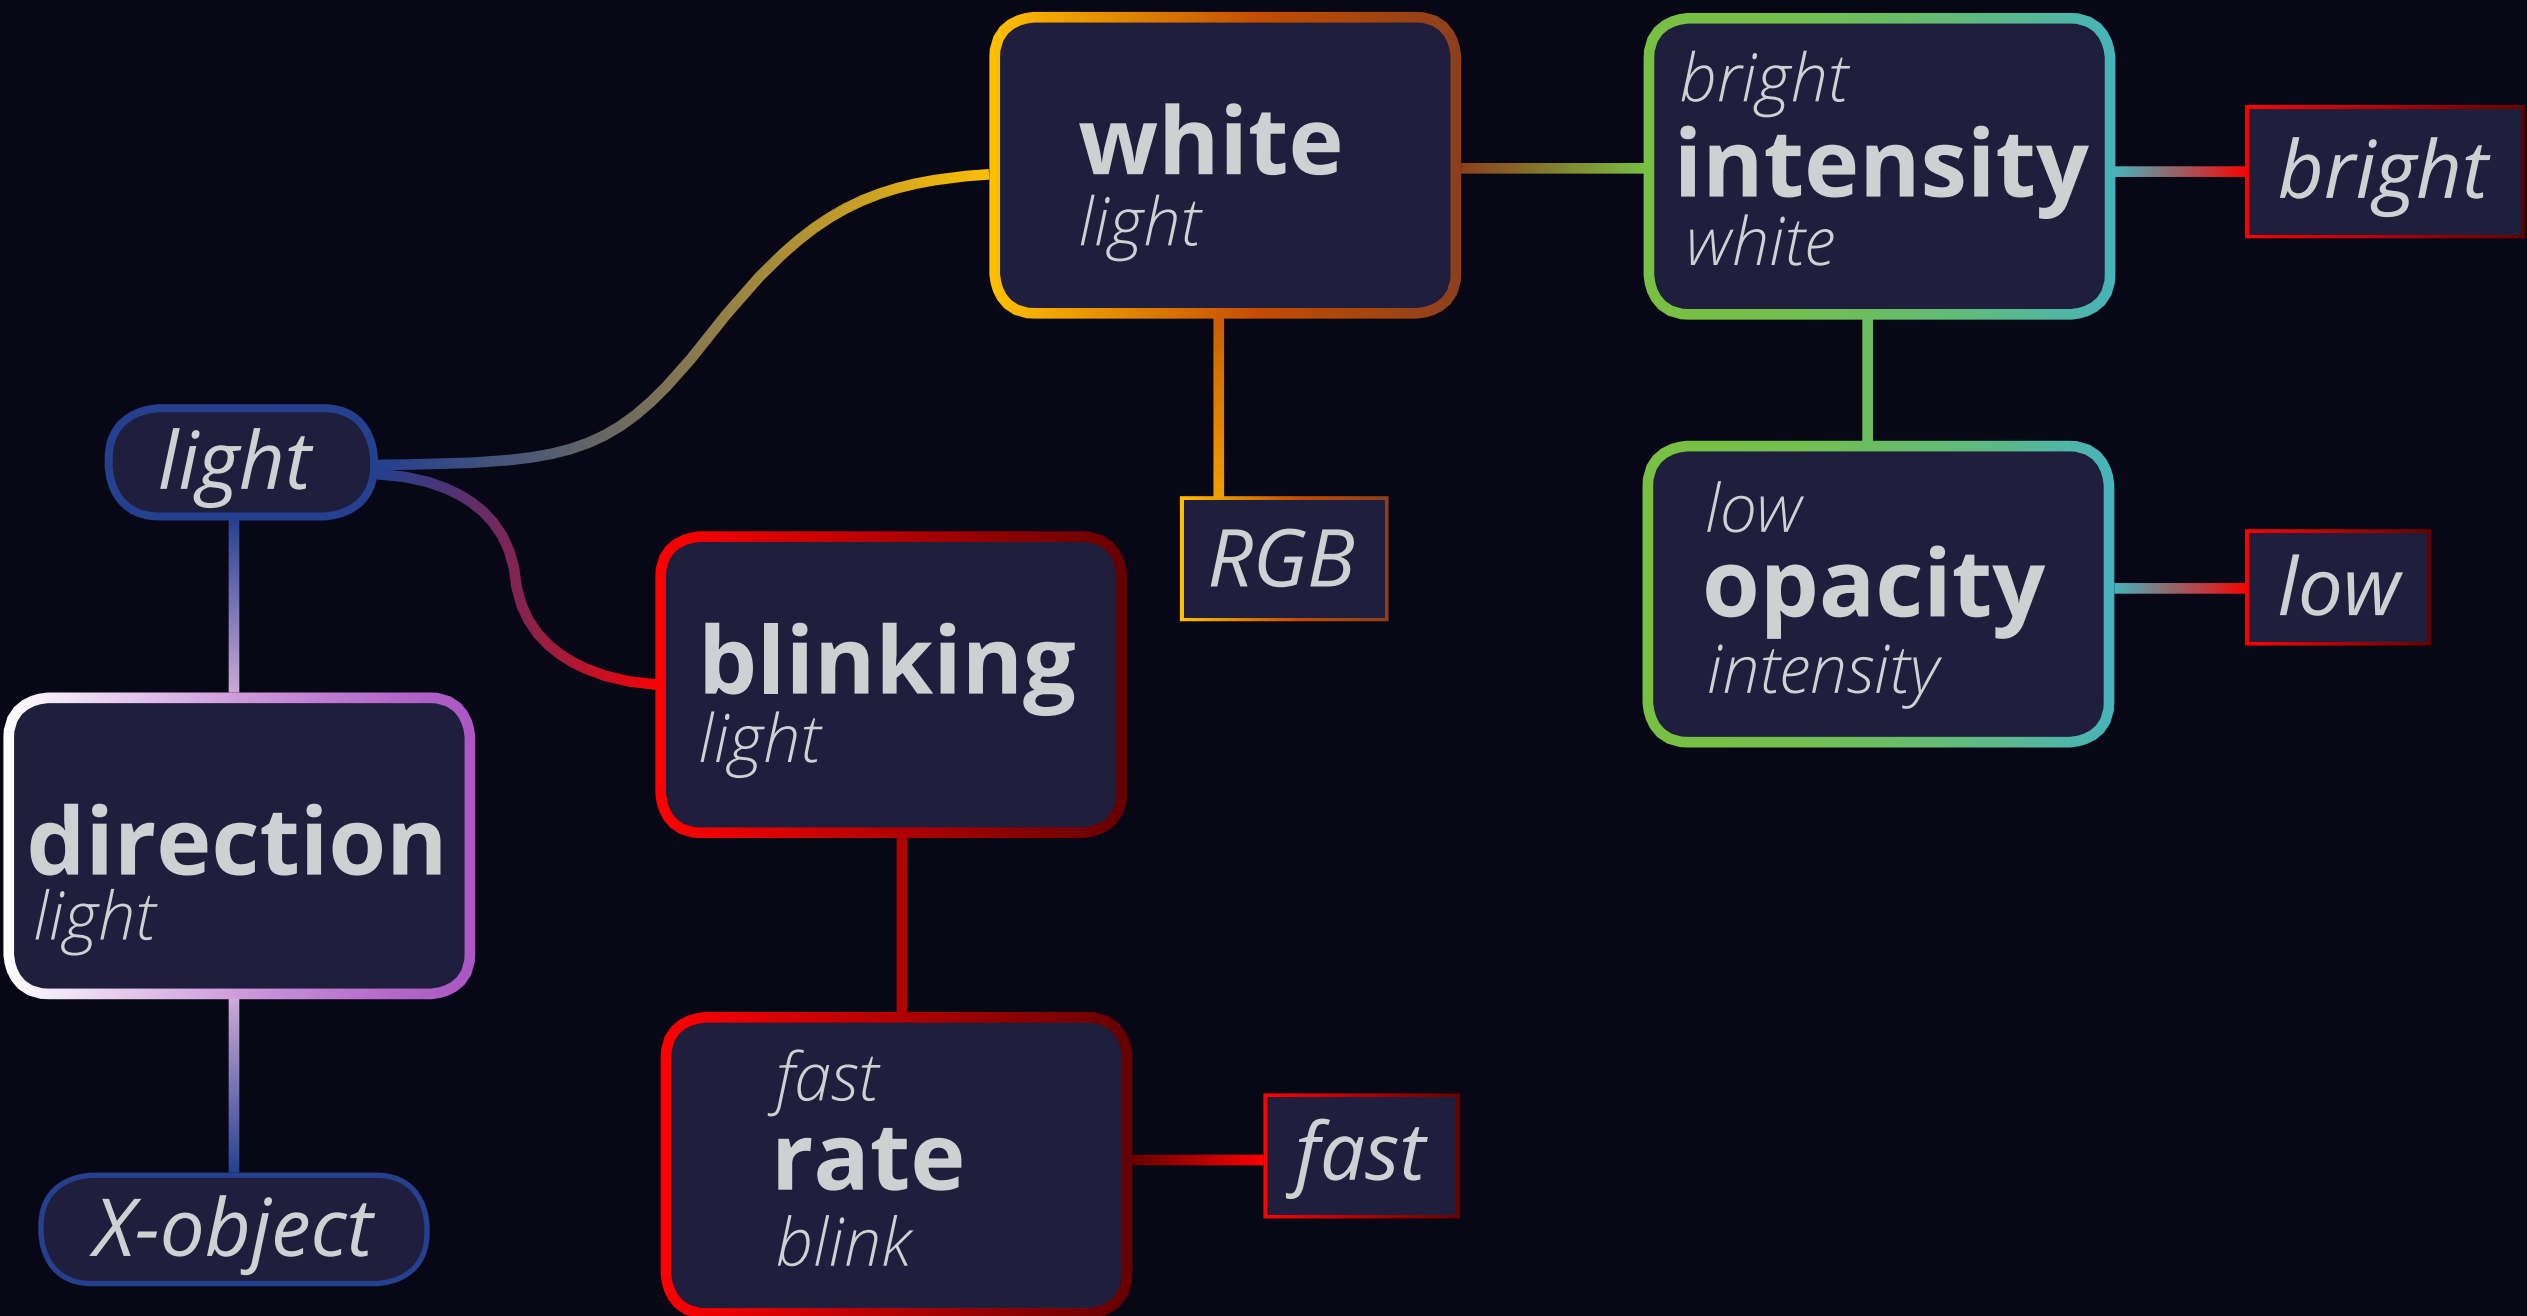 white
light
bright
intensity
white
bright
light
RGB
low
opacity
intensity
low
blinking
light
direction
light
fast
rate
blink
fast
X-object